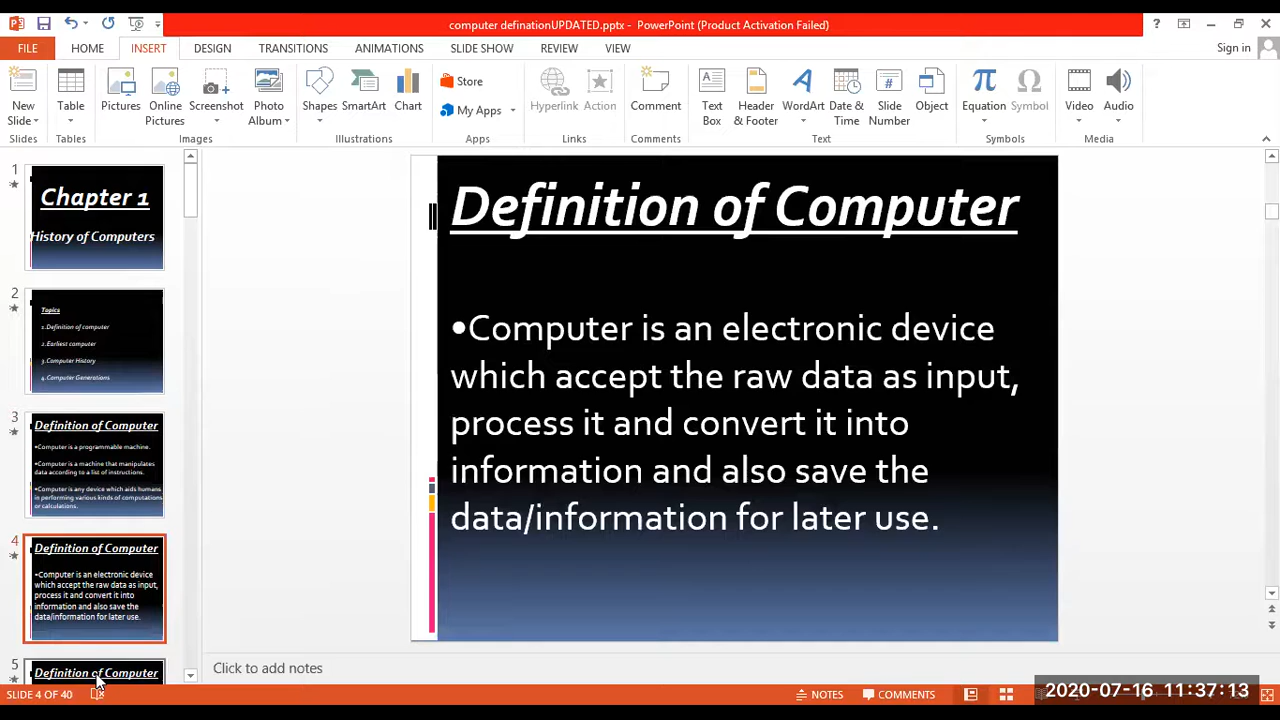 computer definationUPDATED.pptx - PowerPoint (Product Activation Failed)
FILE HOME INSERT DESIGN TRANSITIONS ANIMATIONS SLIDE SHOW REVIEW VIEW Sign in
New Slide Table Pictures Online Pictures Screenshot Photo Album Shapes SmartArt Chart Store My Apps Hyperlink Action Comment Text Box Header & Footer WordArt Date & Time Slide Number Object Equation Symbol Video Audio
Slides Tables Images Illustrations Apps Links Comments Text Symbols Media
1
Chapter 1
History of Computers
2
Topics
1.Definition of computer
2.Earliest computer
3.Computer History
4.Computer Generations
3
Definition of Computer
•Computer is a programmable machine.
•Computer is a machine that manipulates
data according to a list of instructions.
•Computer is any device which aids humans
in performing various kinds of computations
or calculations.
4
Definition of Computer
•Computer is an electronic device
which accept the raw data as input,
process it and convert it into
information and also save the
data/information for later use.
5
Definition of Computer
Definition of Computer
•Computer is an electronic device
which accept the raw data as input,
process it and convert it into
information and also save the
data/information for later use.
Click to add notes
SLIDE 4 OF 40 NOTES COMMENTS
2020-07-16 11:37:13